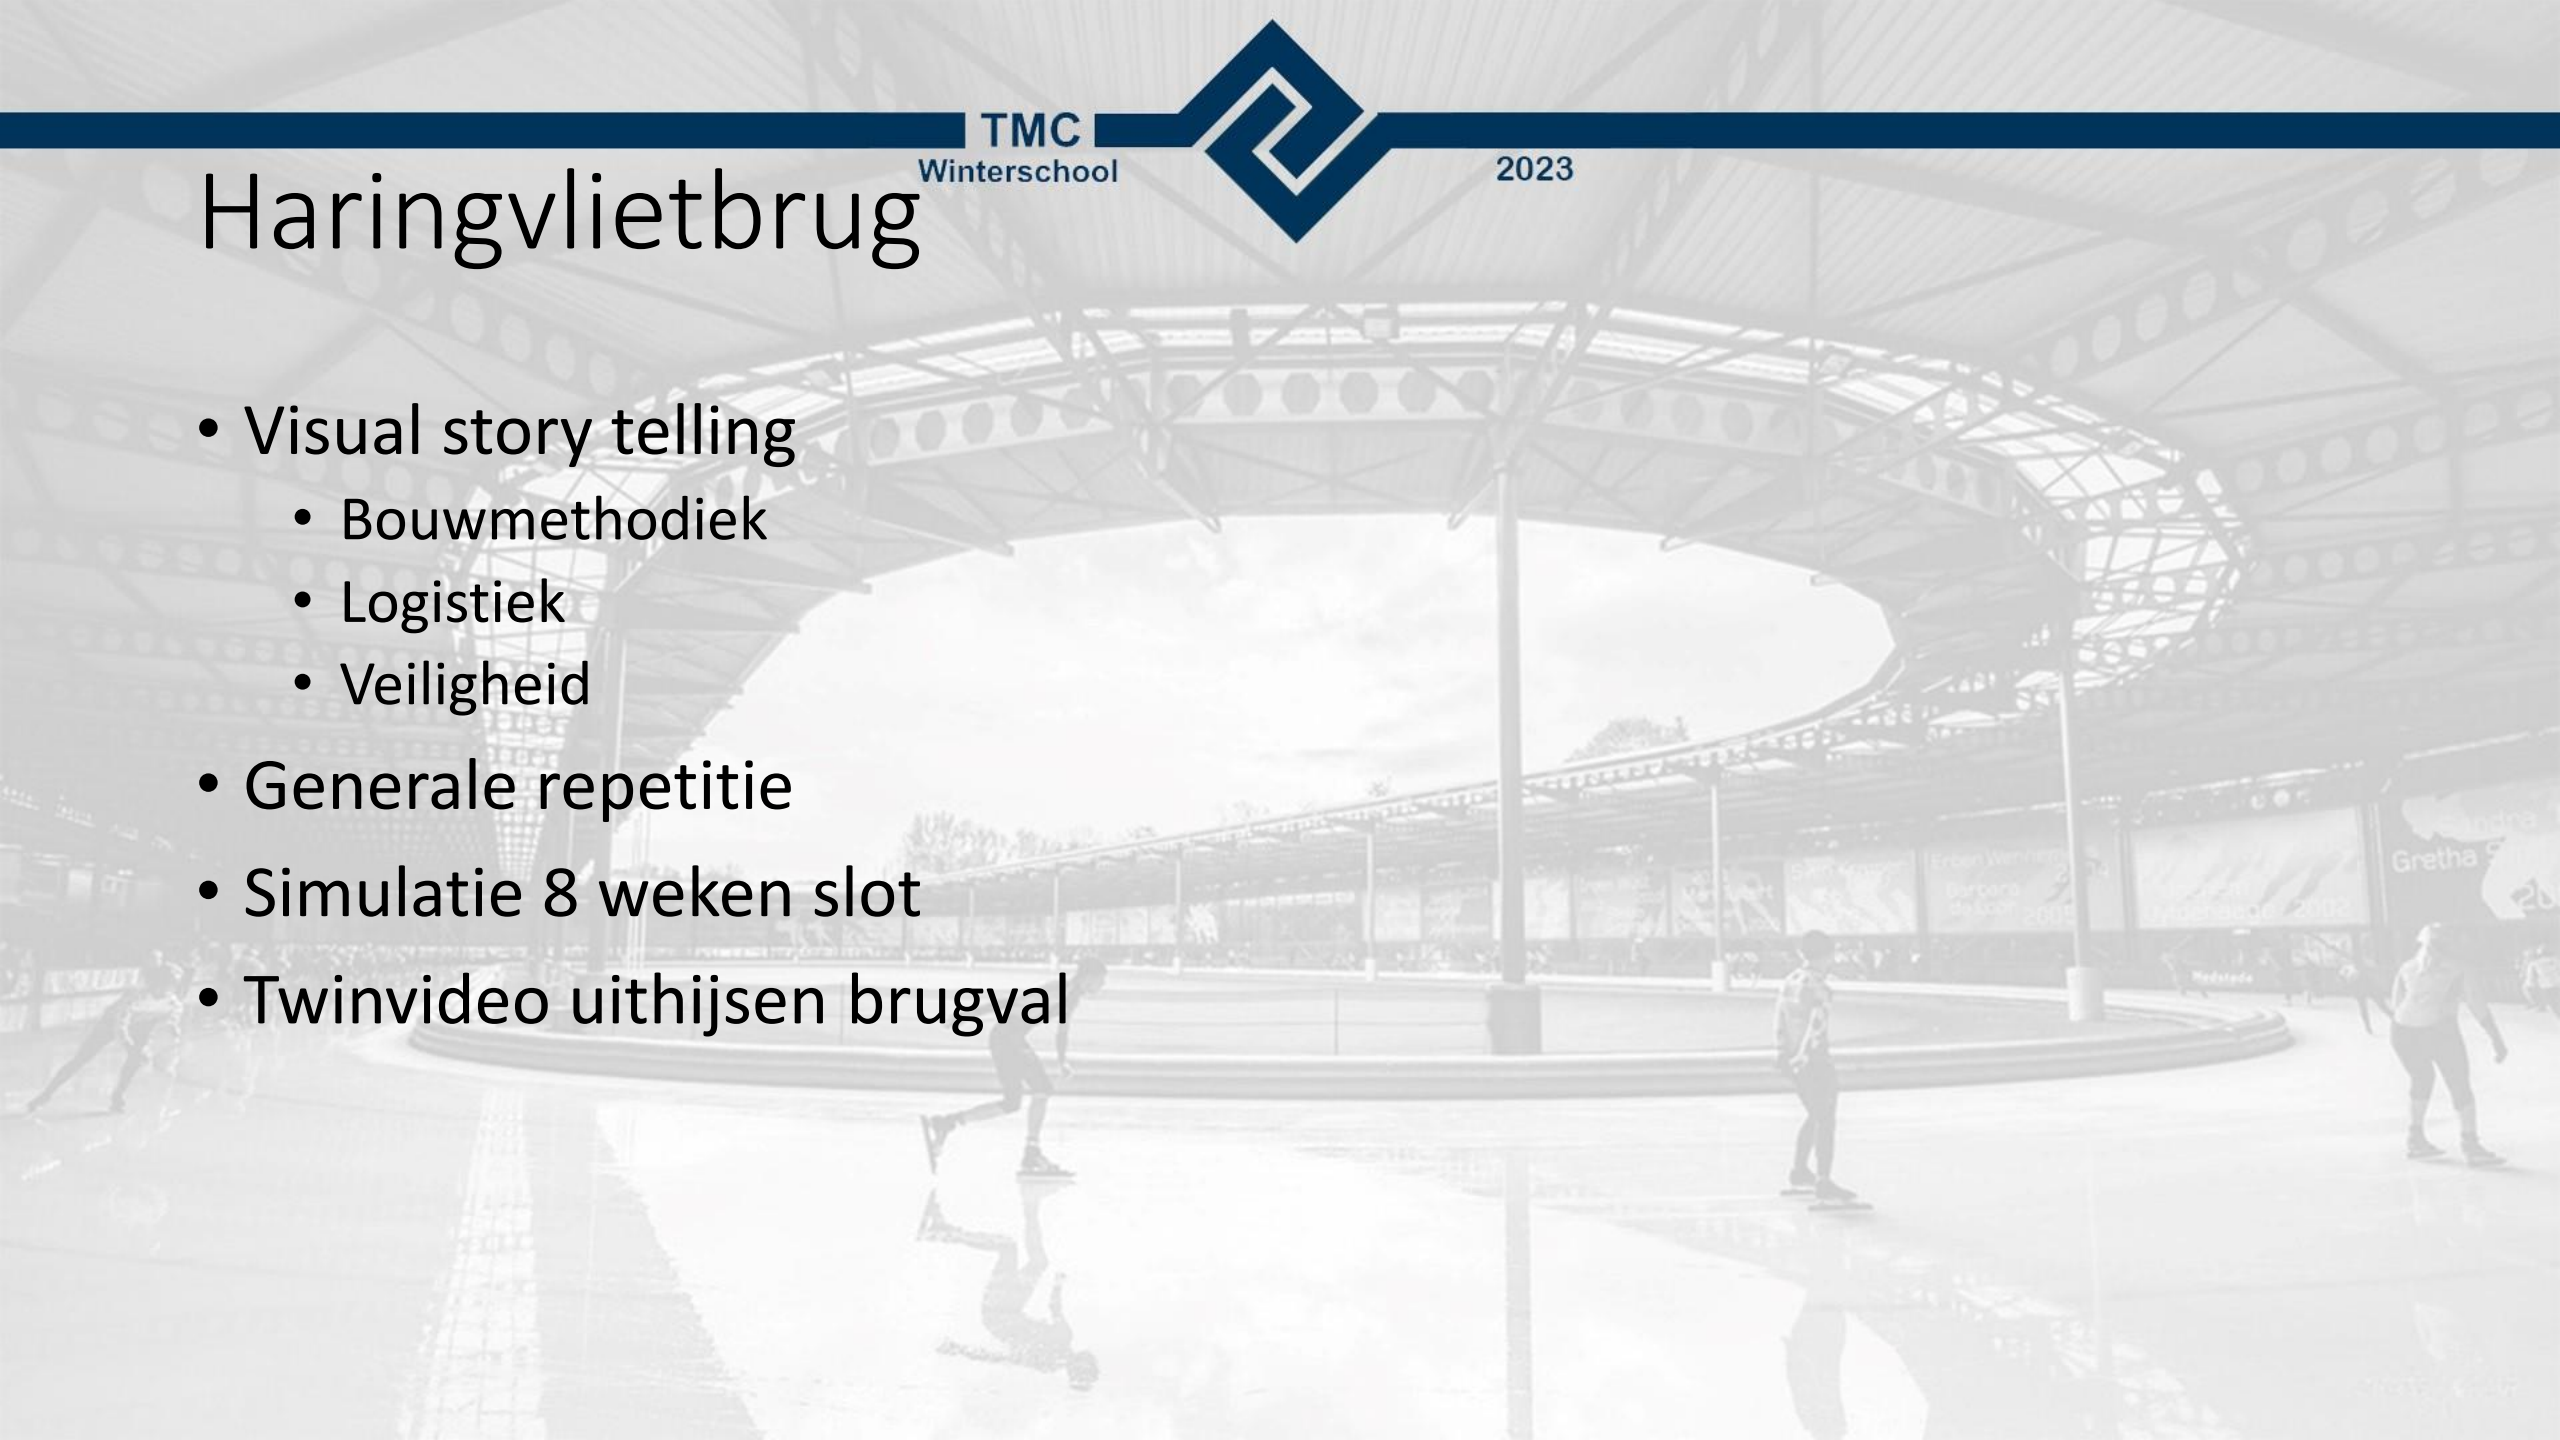 TMC
Winterschool
2023
Haringvlietbrug
• Visual story telling
• Bouwmethodiek
• Logistiek
• Veiligheid
• Generale repetitie
• Simulatie 8 weken slot
• Twinvideo uithijsen brugval
Gretha